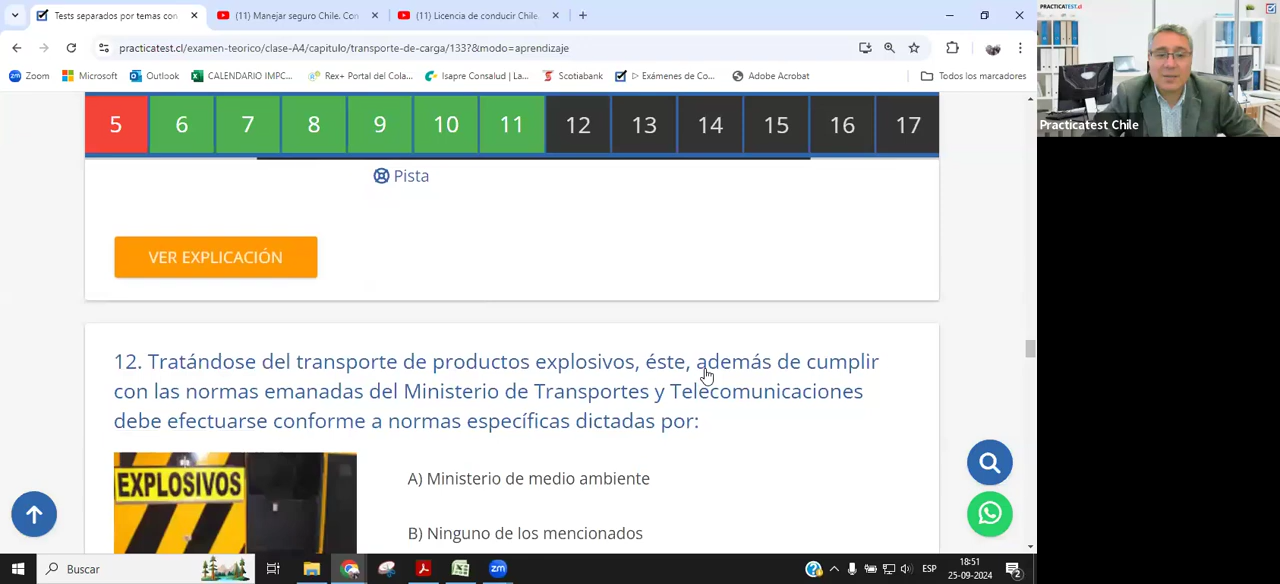 Tests separados por temas con
(11) Manejar seguro Chile: con
(11) Licencia de conducir Chile
practicatest.cl/examen-teorico/clase-A4/capitulo/transporte-de-carga/133?&modo=aprendizaje
Zoom
Microsoft
Outlook
CALENDARIO IMPC...
Rex+ Portal del Cola...
Isapre Consalud | La...
Scotiabank
▷ Exámenes de Co...
Adobe Acrobat
Todos los marcadores
PRACTICATEST.cl
Practicatest Chile
5 6 7 8 9 10 11 12 13 14 15 16 17
Pista
VER EXPLICACIÓN
12. Tratándose del transporte de productos explosivos, éste, además de cumplir
con las normas emanadas del Ministerio de Transportes y Telecomunicaciones
debe efectuarse conforme a normas específicas dictadas por:
EXPLOSIVOS
A) Ministerio de medio ambiente
B) Ninguno de los mencionados
Buscar
ESP
18:51
25-09-2024
2